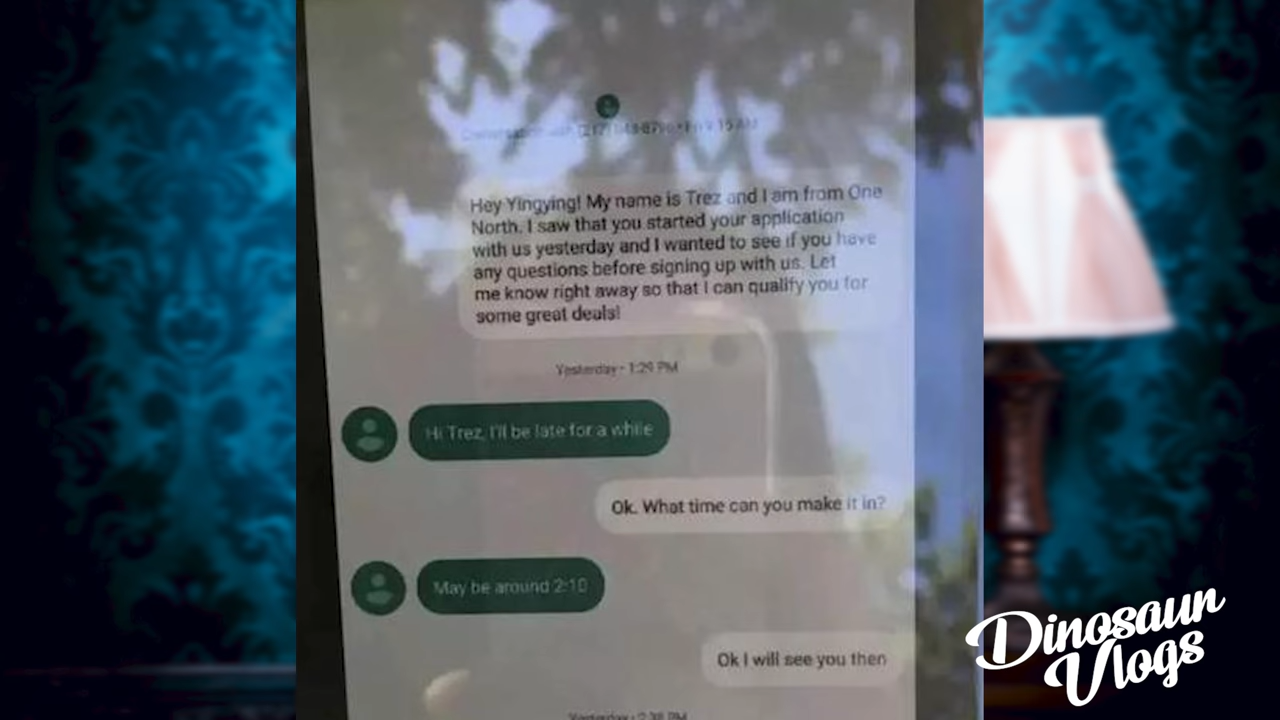 Hey Yingying! My name is Trez and I am from One
North. I saw that you started your application
with us yesterday and I wanted to see if you have
any questions before signing up with us. Let
me know right away so that I can qualify you for
some great deals!
Yesterday • 1:29 PM
Hi Trez, I'll be late for a while
Ok. What time can you make it in?
May be around 2:10
Ok I will see you then
Yesterday • 2:38 PM
Dinosaur
Vlogs